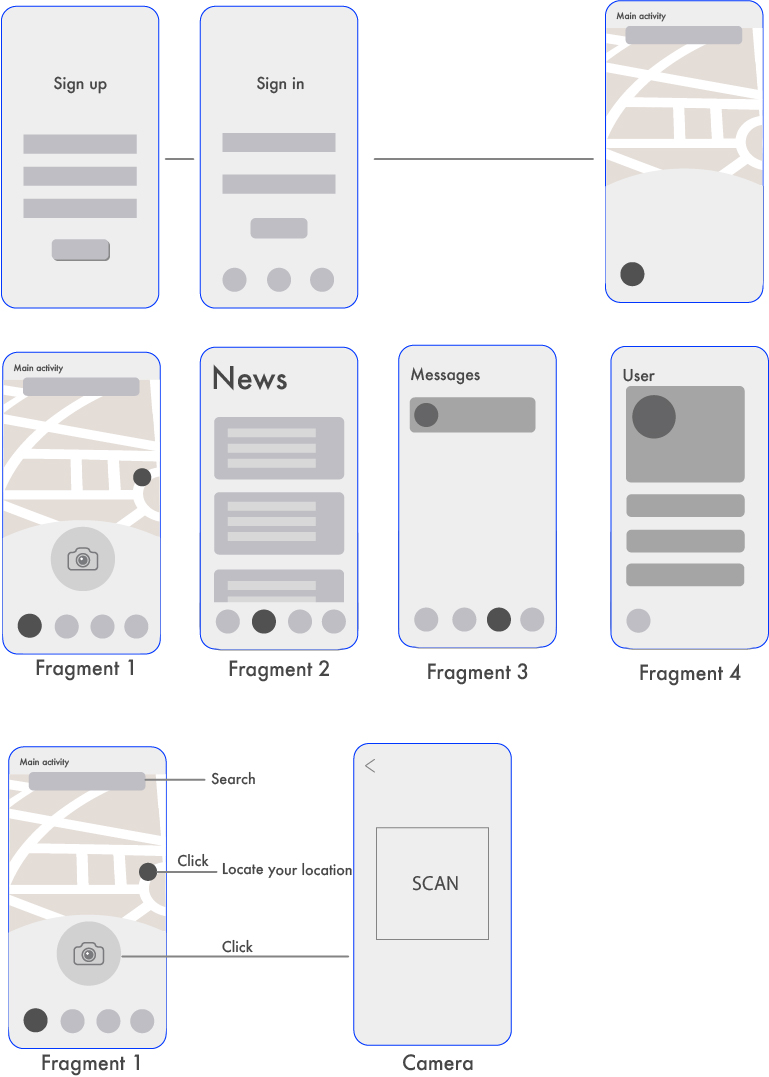 Sign up
Sign in
Main activity
Main activity
News
Messages
User
Fragment 1
Fragment 2
Fragment 3
Fragment 4
Main activity
Search
Click
Locate your location
SCAN
Click
Fragment 1
Camera